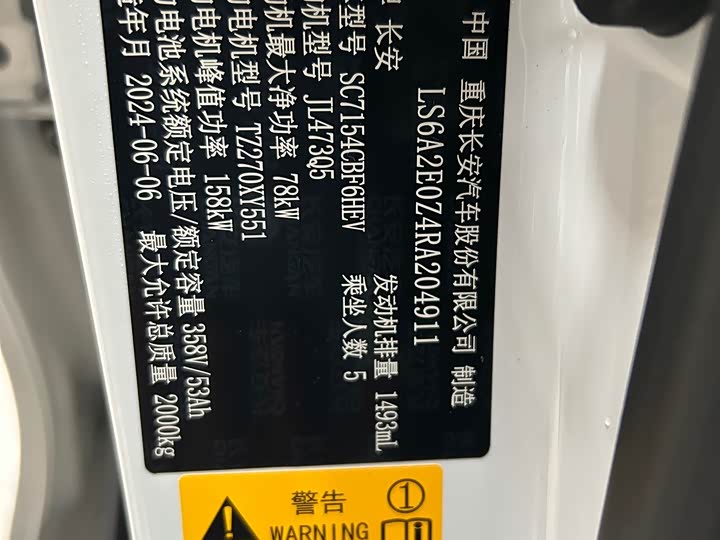 中国 重庆长安汽车股份有限公司 制造
LS6A2E0Z4RA204911
长安
型号 SC7154CBF6HEV 乘坐人数 5
机型号 JL473Q5 发动机排量 1493mL
机最大净功率 78kW
电机型号 TZ270XY551
电机峰值功率 158kW
力电池系统额定电压/额定容量 358V/53Ah
年月 2024-06-06 最大允许总质量 2000kg
警告 ①
WARNING